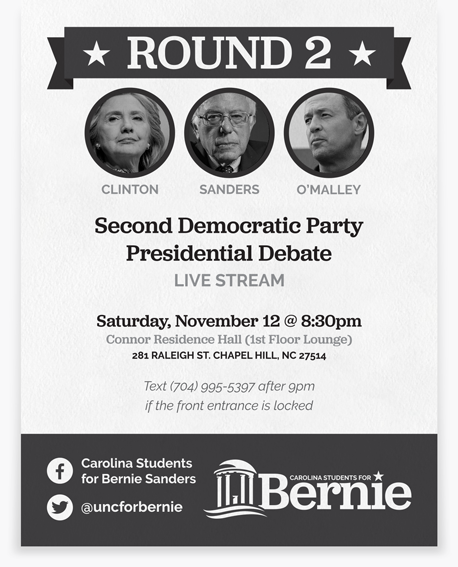 ★ ROUND 2 ★
CLINTON
SANDERS
O'MALLEY
Second Democratic Party
Presidential Debate
LIVE STREAM
Saturday, November 12 @ 8:30pm
Connor Residence Hall (1st Floor Lounge)
281 RALEIGH ST. CHAPEL HILL, NC 27514
Text (704) 995-5397 after 9pm
if the front entrance is locked
Carolina Students
for Bernie Sanders
@uncforbernie
CAROLINA STUDENTS FOR
Bernie